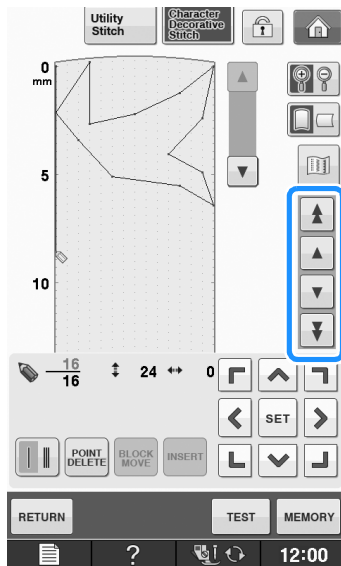 Utility
Stitch
Character
Decorative
Stitch
0
mm
5
10
16
16
24
0
SET
POINT
DELETE
BLOCK
MOVE
INSERT
RETURN
TEST
MEMORY
?
12:00